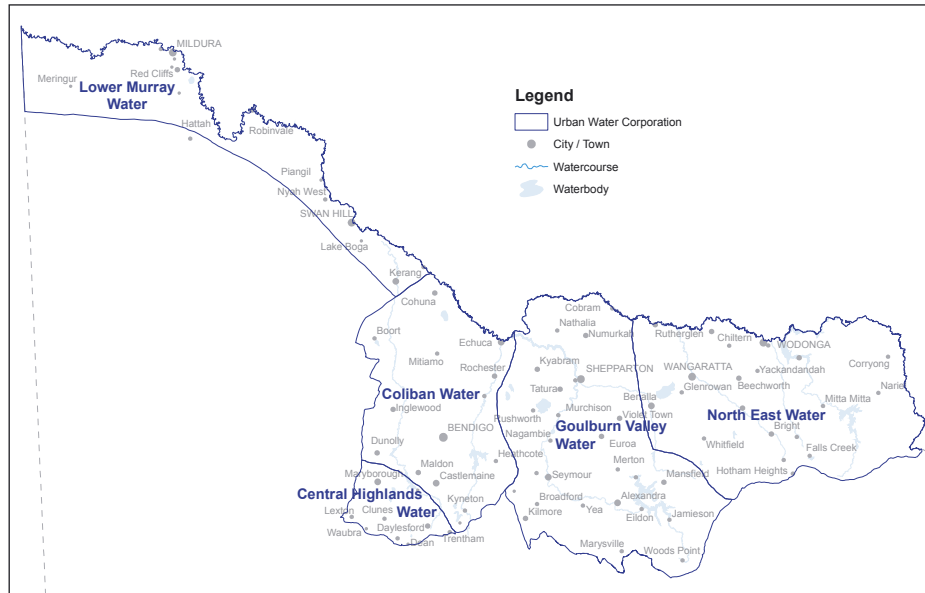 MILDURA
Red Cliffs
Meringur
Lower Murray
Water
Hattah
Robinvale
Piangil
Nyah West
SWAN HILL
Lake Boga
Kerang
Cohuna
Legend
Urban Water Corporation
City / Town
Watercourse
Waterbody
Boort
Echuca
Mitiamo
Rochester
Coliban Water
Inglewood
BENDIGO
Dunolly
Heathcote
Maldon
Maryborough
Castlemaine
Central Highlands
Water
Kyneton
Lexton
Clunes
Waubra
Daylesford
Dean
Trentham
Cobram
Nathalia
Numurkah
Kyabram
SHEPPARTON
Tatura
Rushworth
Murchison
Benalla
Violet Town
Goulburn Valley
Water
Nagambie
Euroa
Merton
Mansfield
Seymour
Broadford
Kilmore
Yea
Alexandra
Eildon
Jamieson
Marysville
Woods Point
Rutherglen
Chiltern
WODONGA
Corryong
WANGARATTA
Yackandandah
Glenrowan
Beechworth
Nariel
Mitta Mitta
North East Water
Bright
Whitfield
Falls Creek
Hotham Heights